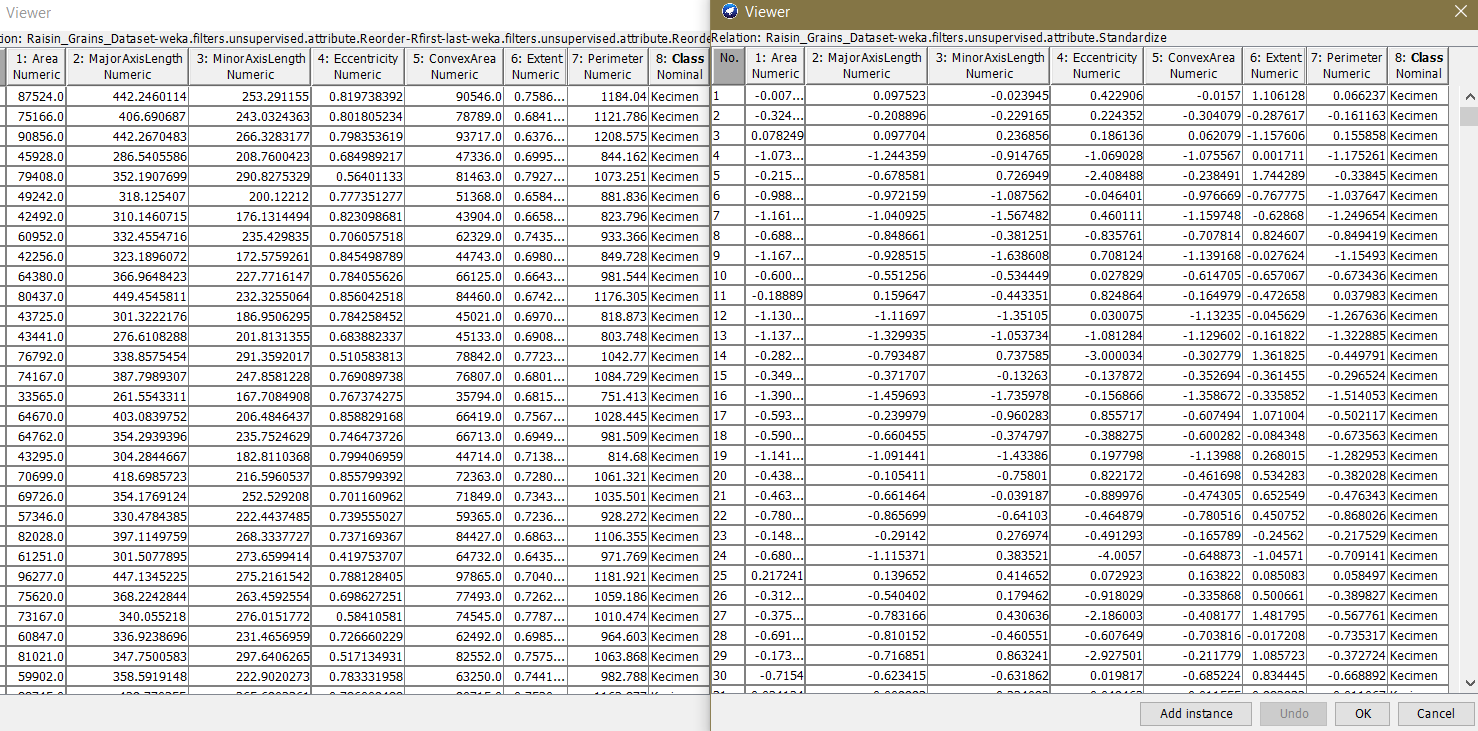 Viewer
tion: Raisin_Grains_Dataset-weka.filters.unsupervised.attribute.Reorder-Rfirst-last-weka.filters.unsupervised.attribute.Reorde
1: Area 2: MajorAxisLength 3: MinorAxisLength 4: Eccentricity 5: ConvexArea 6: Extent 7: Perimeter 8: Class
Numeric Numeric Numeric Numeric Numeric Numeric Numeric Nominal
87524.0 442.2460114 253.291155 0.819738392 90546.0 0.7586... 1184.04 Kecimen
75166.0 406.690687 243.0324363 0.801805234 78789.0 0.6841... 1121.786 Kecimen
90856.0 442.2670483 266.3283177 0.798353619 93717.0 0.6376... 1208.575 Kecimen
45928.0 286.5405586 208.7600423 0.684989217 47336.0 0.6995... 844.162 Kecimen
79408.0 352.1907699 290.8275329 0.56401133 81463.0 0.7927... 1073.251 Kecimen
49242.0 318.125407 200.12212 0.777351277 51368.0 0.6584... 881.836 Kecimen
42492.0 310.1460715 176.1314494 0.823098681 43904.0 0.6658... 823.796 Kecimen
60952.0 332.4554716 235.429835 0.706057518 62329.0 0.7435... 933.366 Kecimen
42256.0 323.1896072 172.5759261 0.845498789 44743.0 0.6980... 849.728 Kecimen
64380.0 366.9648423 227.7716147 0.784055626 66125.0 0.6643... 981.544 Kecimen
80437.0 449.4545811 232.3255064 0.856042518 84460.0 0.6742... 1176.305 Kecimen
43725.0 301.3222176 186.9506295 0.784258452 45021.0 0.6970... 818.873 Kecimen
43441.0 276.6108288 201.8131355 0.683882337 45133.0 0.6908... 803.748 Kecimen
76792.0 338.8575454 291.3592017 0.510583813 78842.0 0.7723... 1042.77 Kecimen
74167.0 387.7989307 247.8581228 0.769089738 76807.0 0.6801... 1084.729 Kecimen
33565.0 261.5543311 167.7084908 0.767374275 35794.0 0.6815... 751.413 Kecimen
64670.0 403.0839752 206.4846437 0.858829168 66419.0 0.7567... 1028.445 Kecimen
64762.0 354.2939396 235.7524629 0.746473726 66713.0 0.6949... 981.509 Kecimen
43295.0 304.2844667 182.8110368 0.799406959 44714.0 0.7138... 814.68 Kecimen
70699.0 418.6985723 216.5960537 0.855799392 72363.0 0.7280... 1061.321 Kecimen
69726.0 354.1769124 252.529208 0.701160962 71849.0 0.7343... 1035.501 Kecimen
57346.0 330.4784385 222.4437485 0.739555027 59365.0 0.7236... 928.272 Kecimen
82028.0 397.1149759 268.3337727 0.737169367 84427.0 0.6863... 1106.355 Kecimen
61251.0 301.5077895 273.6599414 0.419753707 64732.0 0.6435... 971.769 Kecimen
96277.0 447.1345225 275.2161542 0.788128405 97865.0 0.7040... 1181.921 Kecimen
75620.0 368.2242844 263.4592554 0.698627251 77493.0 0.7262... 1059.186 Kecimen
73167.0 340.055218 276.0151772 0.58410581 74545.0 0.7787... 1010.474 Kecimen
60847.0 336.9238696 231.4656959 0.726660229 62492.0 0.6985... 964.603 Kecimen
81021.0 347.7500583 297.6406265 0.517134931 82552.0 0.7575... 1063.868 Kecimen
59902.0 358.5919148 222.9020273 0.783331958 63250.0 0.7441... 982.788 Kecimen
Viewer
Relation: Raisin_Grains_Dataset-weka.filters.unsupervised.attribute.Standardize
No. 1: Area 2: MajorAxisLength 3: MinorAxisLength 4: Eccentricity 5: ConvexArea 6: Extent 7: Perimeter 8: Class
Numeric Numeric Numeric Numeric Numeric Numeric Numeric Nominal
1 -0.007... 0.097523 -0.023945 0.422906 -0.0157 1.106128 0.066237 Kecimen
2 -0.324... -0.208896 -0.229165 0.224352 -0.304079 -0.287617 -0.161163 Kecimen
3 0.078249 0.097704 0.236856 0.186136 0.062079 -1.157606 0.155858 Kecimen
4 -1.073... -1.244359 -0.914765 -1.069028 -1.075567 0.001711 -1.175261 Kecimen
5 -0.215... -0.678581 0.726949 -2.408488 -0.238491 1.744289 -0.33845 Kecimen
6 -0.988... -0.972159 -1.087562 -0.046401 -0.976669 -0.767775 -1.037647 Kecimen
7 -1.161... -1.040925 -1.567482 0.460111 -1.159748 -0.62868 -1.249654 Kecimen
8 -0.688... -0.848661 -0.381251 -0.835761 -0.707814 0.824607 -0.849419 Kecimen
9 -1.167... -0.928515 -1.638608 0.708124 -1.139168 -0.027624 -1.15493 Kecimen
10 -0.600... -0.551256 -0.534449 0.027829 -0.614705 -0.657067 -0.673436 Kecimen
11 -0.18889 0.159647 -0.443351 0.824864 -0.164979 -0.472658 0.037983 Kecimen
12 -1.130... -1.11697 -1.35105 0.030075 -1.13235 -0.045629 -1.267636 Kecimen
13 -1.137... -1.329935 -1.053734 -1.081284 -1.129602 -0.161822 -1.322885 Kecimen
14 -0.282... -0.793487 0.737585 -3.000034 -0.302779 1.361825 -0.449791 Kecimen
15 -0.349... -0.371707 -0.13263 -0.137872 -0.352694 -0.361455 -0.296524 Kecimen
16 -1.390... -1.459693 -1.735978 -0.156866 -1.358672 -0.335852 -1.514053 Kecimen
17 -0.593... -0.239979 -0.960283 0.855717 -0.607494 1.071004 -0.502117 Kecimen
18 -0.590... -0.660455 -0.374797 -0.388275 -0.600282 -0.084348 -0.673563 Kecimen
19 -1.141... -1.091441 -1.43386 0.197798 -1.13988 0.268015 -1.282953 Kecimen
20 -0.438... -0.105411 -0.75801 0.822172 -0.461698 0.534283 -0.382028 Kecimen
21 -0.463... -0.661464 -0.039187 -0.889976 -0.474305 0.652549 -0.476343 Kecimen
22 -0.780... -0.865699 -0.64103 -0.464879 -0.780516 0.450752 -0.868026 Kecimen
23 -0.148... -0.29142 0.276974 -0.491293 -0.165789 -0.24562 -0.217529 Kecimen
24 -0.680... -1.115371 0.383521 -4.0057 -0.648873 -1.04571 -0.709141 Kecimen
25 0.217241 0.139652 0.414652 0.072923 0.163822 0.085083 0.058497 Kecimen
26 -0.312... -0.540402 0.179462 -0.918029 -0.335868 0.500661 -0.389827 Kecimen
27 -0.375... -0.783166 0.430636 -2.186003 -0.408177 1.481795 -0.567761 Kecimen
28 -0.691... -0.810152 -0.460551 -0.607649 -0.703816 -0.017208 -0.735317 Kecimen
29 -0.173... -0.716851 0.863241 -2.927501 -0.211779 1.085723 -0.372724 Kecimen
30 -0.7154 -0.623415 -0.631862 0.019817 -0.685224 0.834445 -0.668892 Kecimen
Add instance Undo OK Cancel